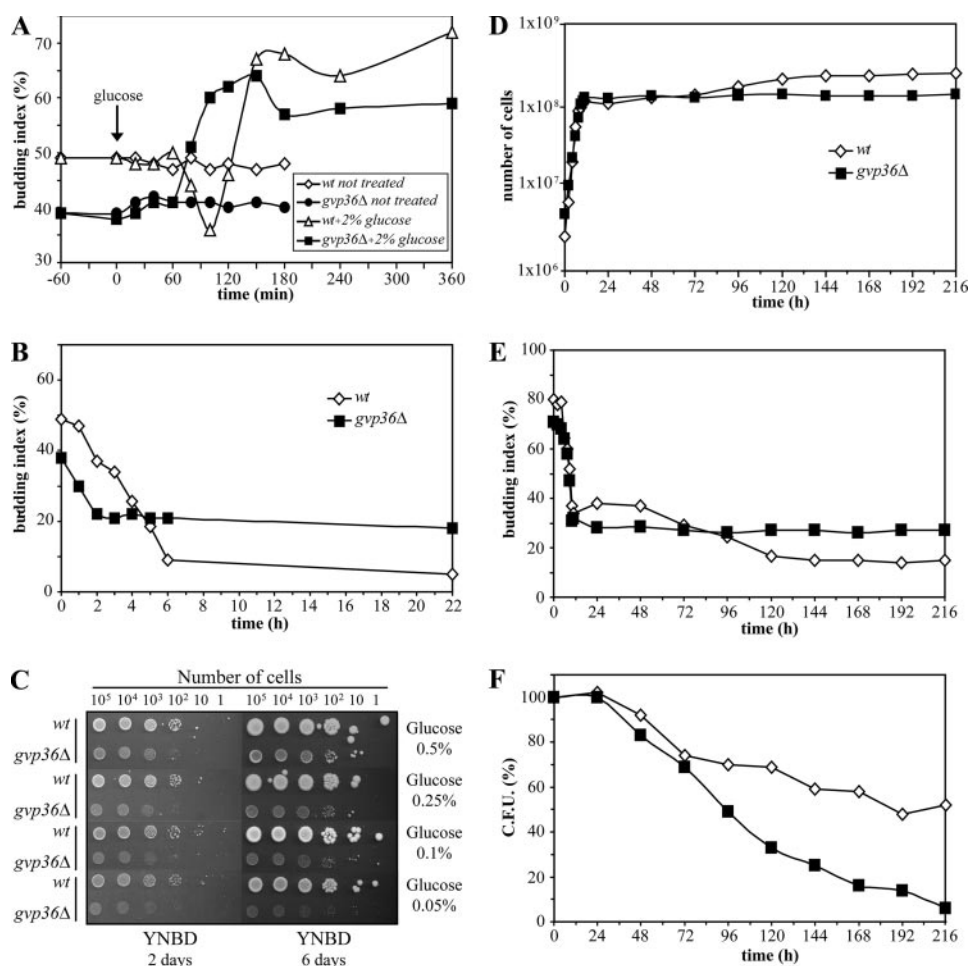 A
budding index (%)
70
60
50
40
30
glucose
wt not treated
gvp36Δ not treated
wt+2% glucose
gvp36Δ+2% glucose
-60 0 60 120 180 240 300 360
time (min)
B
budding index (%)
60
40
20
0
wt
gvp36Δ
0 2 4 6 8 10 12 14 16 18 20 22
time (h)
C
Number of cells
10⁵ 10⁴ 10³ 10² 10 1 10⁵ 10⁴ 10³ 10² 10 1
wt
gvp36Δ
Glucose
0.5%
wt
gvp36Δ
Glucose
0.25%
wt
gvp36Δ
Glucose
0.1%
wt
gvp36Δ
Glucose
0.05%
YNBD
2 days
YNBD
6 days
D
number of cells
1x10⁹
1x10⁸
1x10⁷
1x10⁶
wt
gvp36Δ
0 24 48 72 96 120 144 168 192 216
time (h)
E
budding index (%)
100
80
60
40
20
0
0 24 48 72 96 120 144 168 192 216
time (h)
F
C.F.U. (%)
100
80
60
40
20
0
0 24 48 72 96 120 144 168 192 216
time (h)